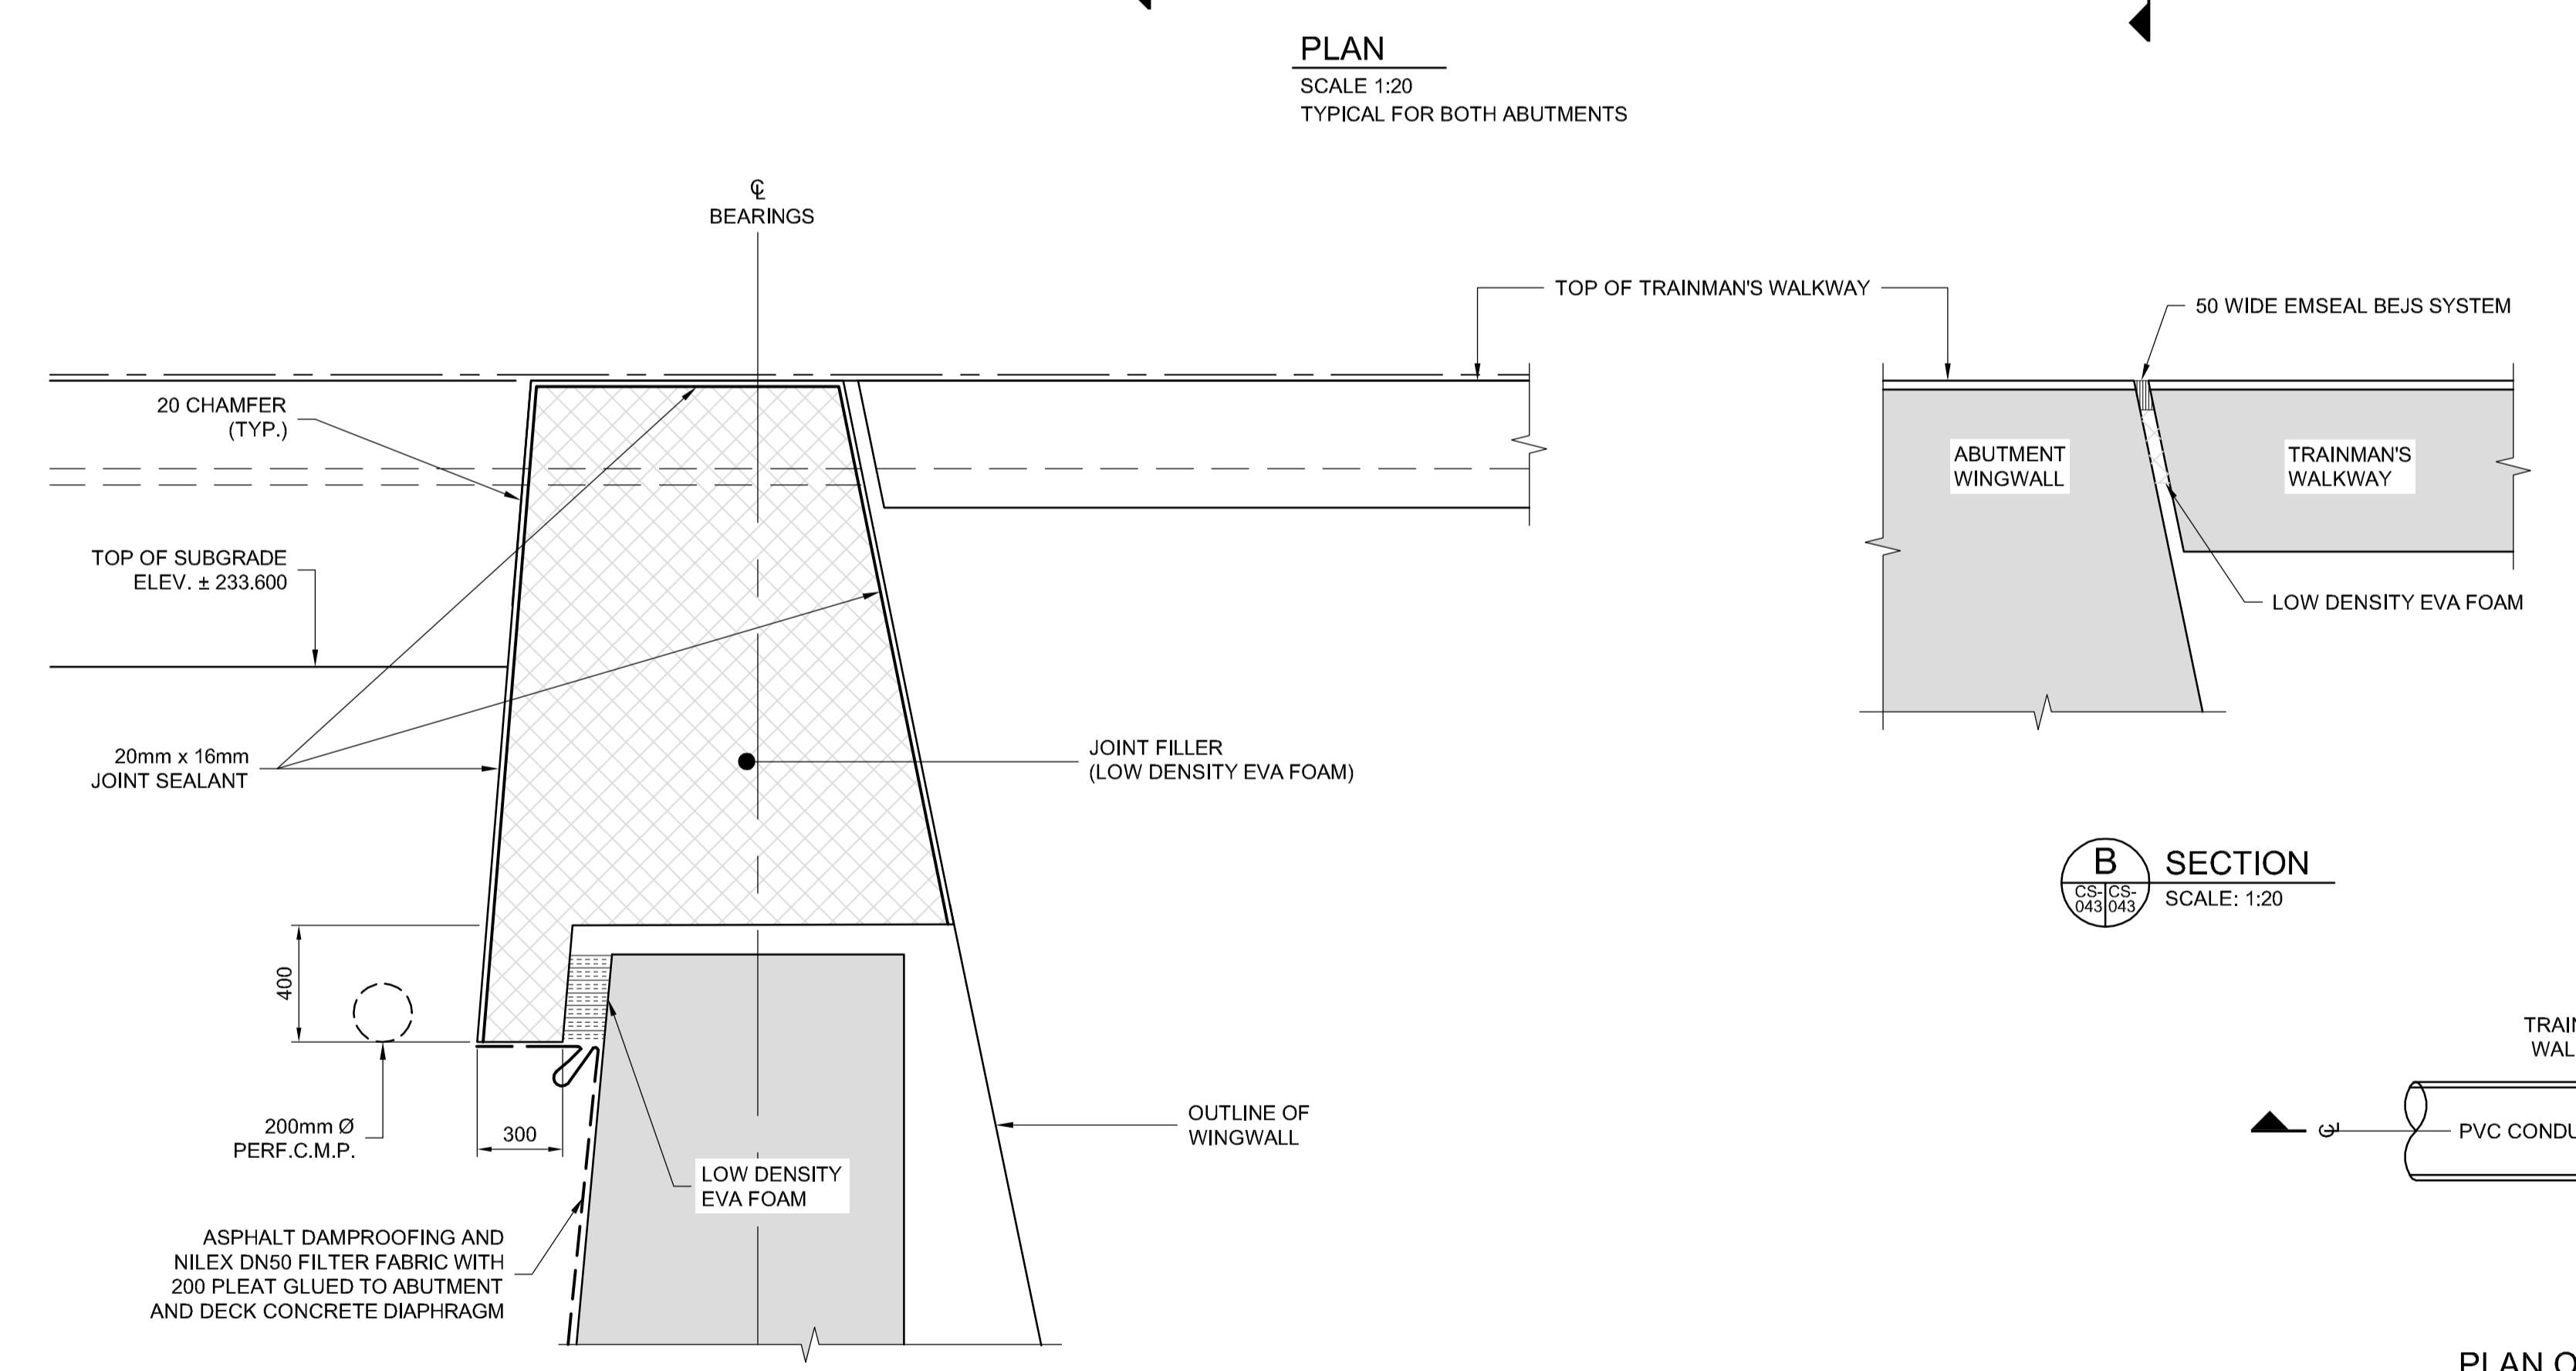 PLAN
SCALE 1:20
TYPICAL FOR BOTH ABUTMENTS
℄
BEARINGS
TOP OF TRAINMAN'S WALKWAY
50 WIDE EMSEAL BEJS SYSTEM
20 CHAMFER
(TYP.)
ABUTMENT
WINGWALL
TRAINMAN'S
WALKWAY
TOP OF SUBGRADE
ELEV. ± 233.600
LOW DENSITY EVA FOAM
20mm x 16mm
JOINT SEALANT
JOINT FILLER
(LOW DENSITY EVA FOAM)
B
CS-043 CS-043
SECTION
SCALE: 1:20
400
200mm Ø
PERF.C.M.P.
300
LOW DENSITY
EVA FOAM
OUTLINE OF
WINGWALL
ASPHALT DAMPROOFING AND
NILEX DN50 FILTER FABRIC WITH
200 PLEAT GLUED TO ABUTMENT
AND DECK CONCRETE DIAPHRAGM
TRAIN
WAL
℄
PVC CONDU
PLAN O